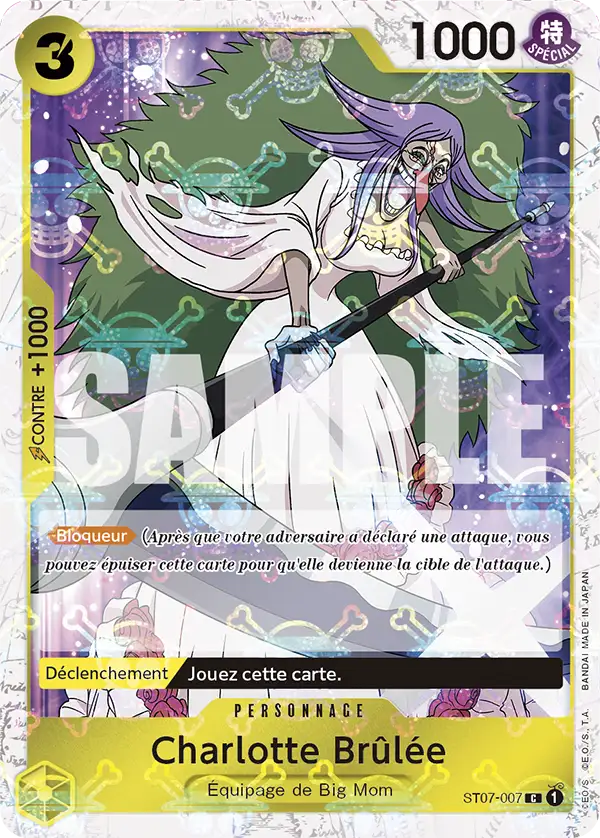 3
1000
特
SPÉCIAL
CONTRE +1000
SAMPLE
Bloqueur (Après que votre adversaire a déclaré une attaque, vous
pouvez épuiser cette carte pour qu'elle devienne la cible de l'attaque.)
Déclenchement Jouez cette carte.
PERSONNAGE
Charlotte Brûlée
Équipage de Big Mom
ST07-007 C 1
©E.O./S. ©E.O./S.,T.A. BANDAI MADE IN JAPAN